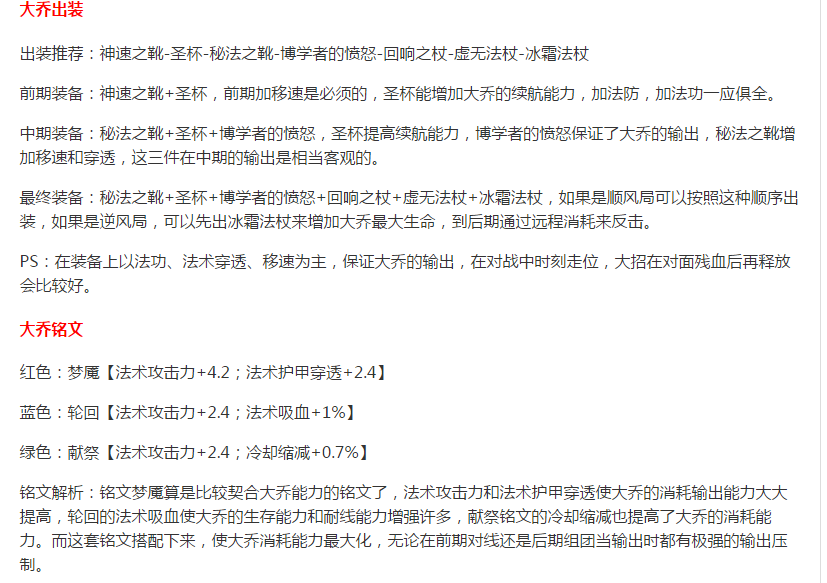 大乔出装
出装推荐：神速之靴-圣杯-秘法之靴-博学者的愤怒-回响之杖-虚无法杖-冰霜法杖
前期装备：神速之靴+圣杯，前期加移速是必须的，圣杯能增加大乔的续航能力，加法防，加法功一应俱全。
中期装备：秘法之靴+圣杯+博学者的愤怒，圣杯提高续航能力，博学者的愤怒保证了大乔的输出，秘法之靴增
加移速和穿透，这三件在中期的输出是相当客观的。
最终装备：秘法之靴+圣杯+博学者的愤怒+回响之杖+虚无法杖+冰霜法杖，如果是顺风局可以按照这种顺序出
装，如果是逆风局，可以先出冰霜法杖来增加大乔最大生命，到后期通过远程消耗来反击。
PS：在装备上以法功、法术穿透、移速为主，保证大乔的输出，在对战中时刻走位，大招在对面残血后再释放
会比较好。
大乔铭文
红色：梦魇【法术攻击力+4.2；法术护甲穿透+2.4】
蓝色：轮回【法术攻击力+2.4；法术吸血+1%】
绿色：献祭【法术攻击力+2.4；冷却缩减+0.7%】
铭文解析：铭文梦魇算是比较契合大乔能力的铭文了，法术攻击力和法术护甲穿透使大乔的消耗输出能力大大
提高，轮回的法术吸血使大乔的生存能力和耐线能力增强许多，献祭铭文的冷却缩减也提高了大乔的消耗能
力。而这套铭文搭配下来，使大乔消耗能力最大化，无论在前期对线还是后期组团当输出时都有极强的输出压
制。